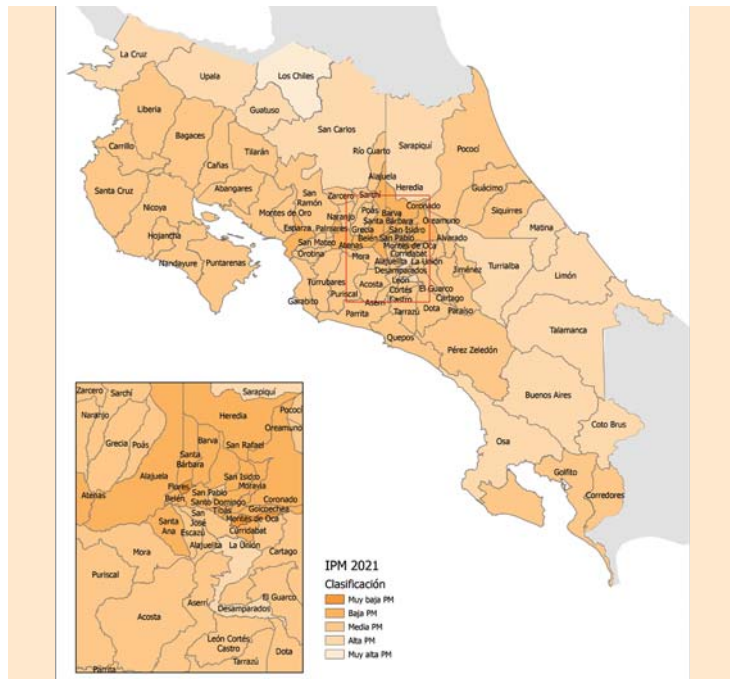 La Cruz
Upala
Los Chiles
Guatuso
Liberia
San Carlos
Sarapiquí
Río Cuarto
Pococí
Bagaces
Carrillo
Cañas
Tilarán
Alajuela
Heredia
Guácimo
Santa Cruz
Abangares
San
Ramón
Zarcero
Sarchí
Nicoya
Montes de Oro
Naranjo
Poás
Barva
Coronado
Siquirres
Grecia
Santa Bárbara
Oreamuno
Matina
Esparza
Palmares
San Isidro
Hojancha
San Mateo
Atenas
Belén
San Pablo
Alvarado
Orotina
Mora
Montes de Oca
Curridabat
Nandayure
Puntarenas
Alajuelita
La Unión
Turrialba
Limón
Desamparados
Jiménez
Turrubares
Acosta
León
Cortés
Castro
El Guarco
Cartago
Puriscal
Garabito
Aserrí
Tarrazú
Dota
Paraíso
Parrita
Talamanca
Quepos
Pérez Zeledón
Buenos Aires
Coto Brus
Osa
Golfito
Corredores
Zarcero
Sarchí
Sarapiquí
Naranjo
Heredia
Pococí
Oreamuno
Grecia
Poás
Barva
San Rafael
Santa
Bárbara
Alajuela
San Isidro
Moravia
Atenas
Flores
Belén
San Pablo
Santo Domingo
Coronado
Tibás
Goicoechea
Santa
Ana
San
José
Montes de Oca
Escazú
Curridabat
Mora
Alajuelita
La Unión
Cartago
Puriscal
Acosta
Aserrí
El Guarco
Desamparados
León Cortés
Castro
Dota
Tarrazú
Parrita
IPM 2021
Clasificación
Muy baja PM
Baja PM
Media PM
Alta PM
Muy alta PM